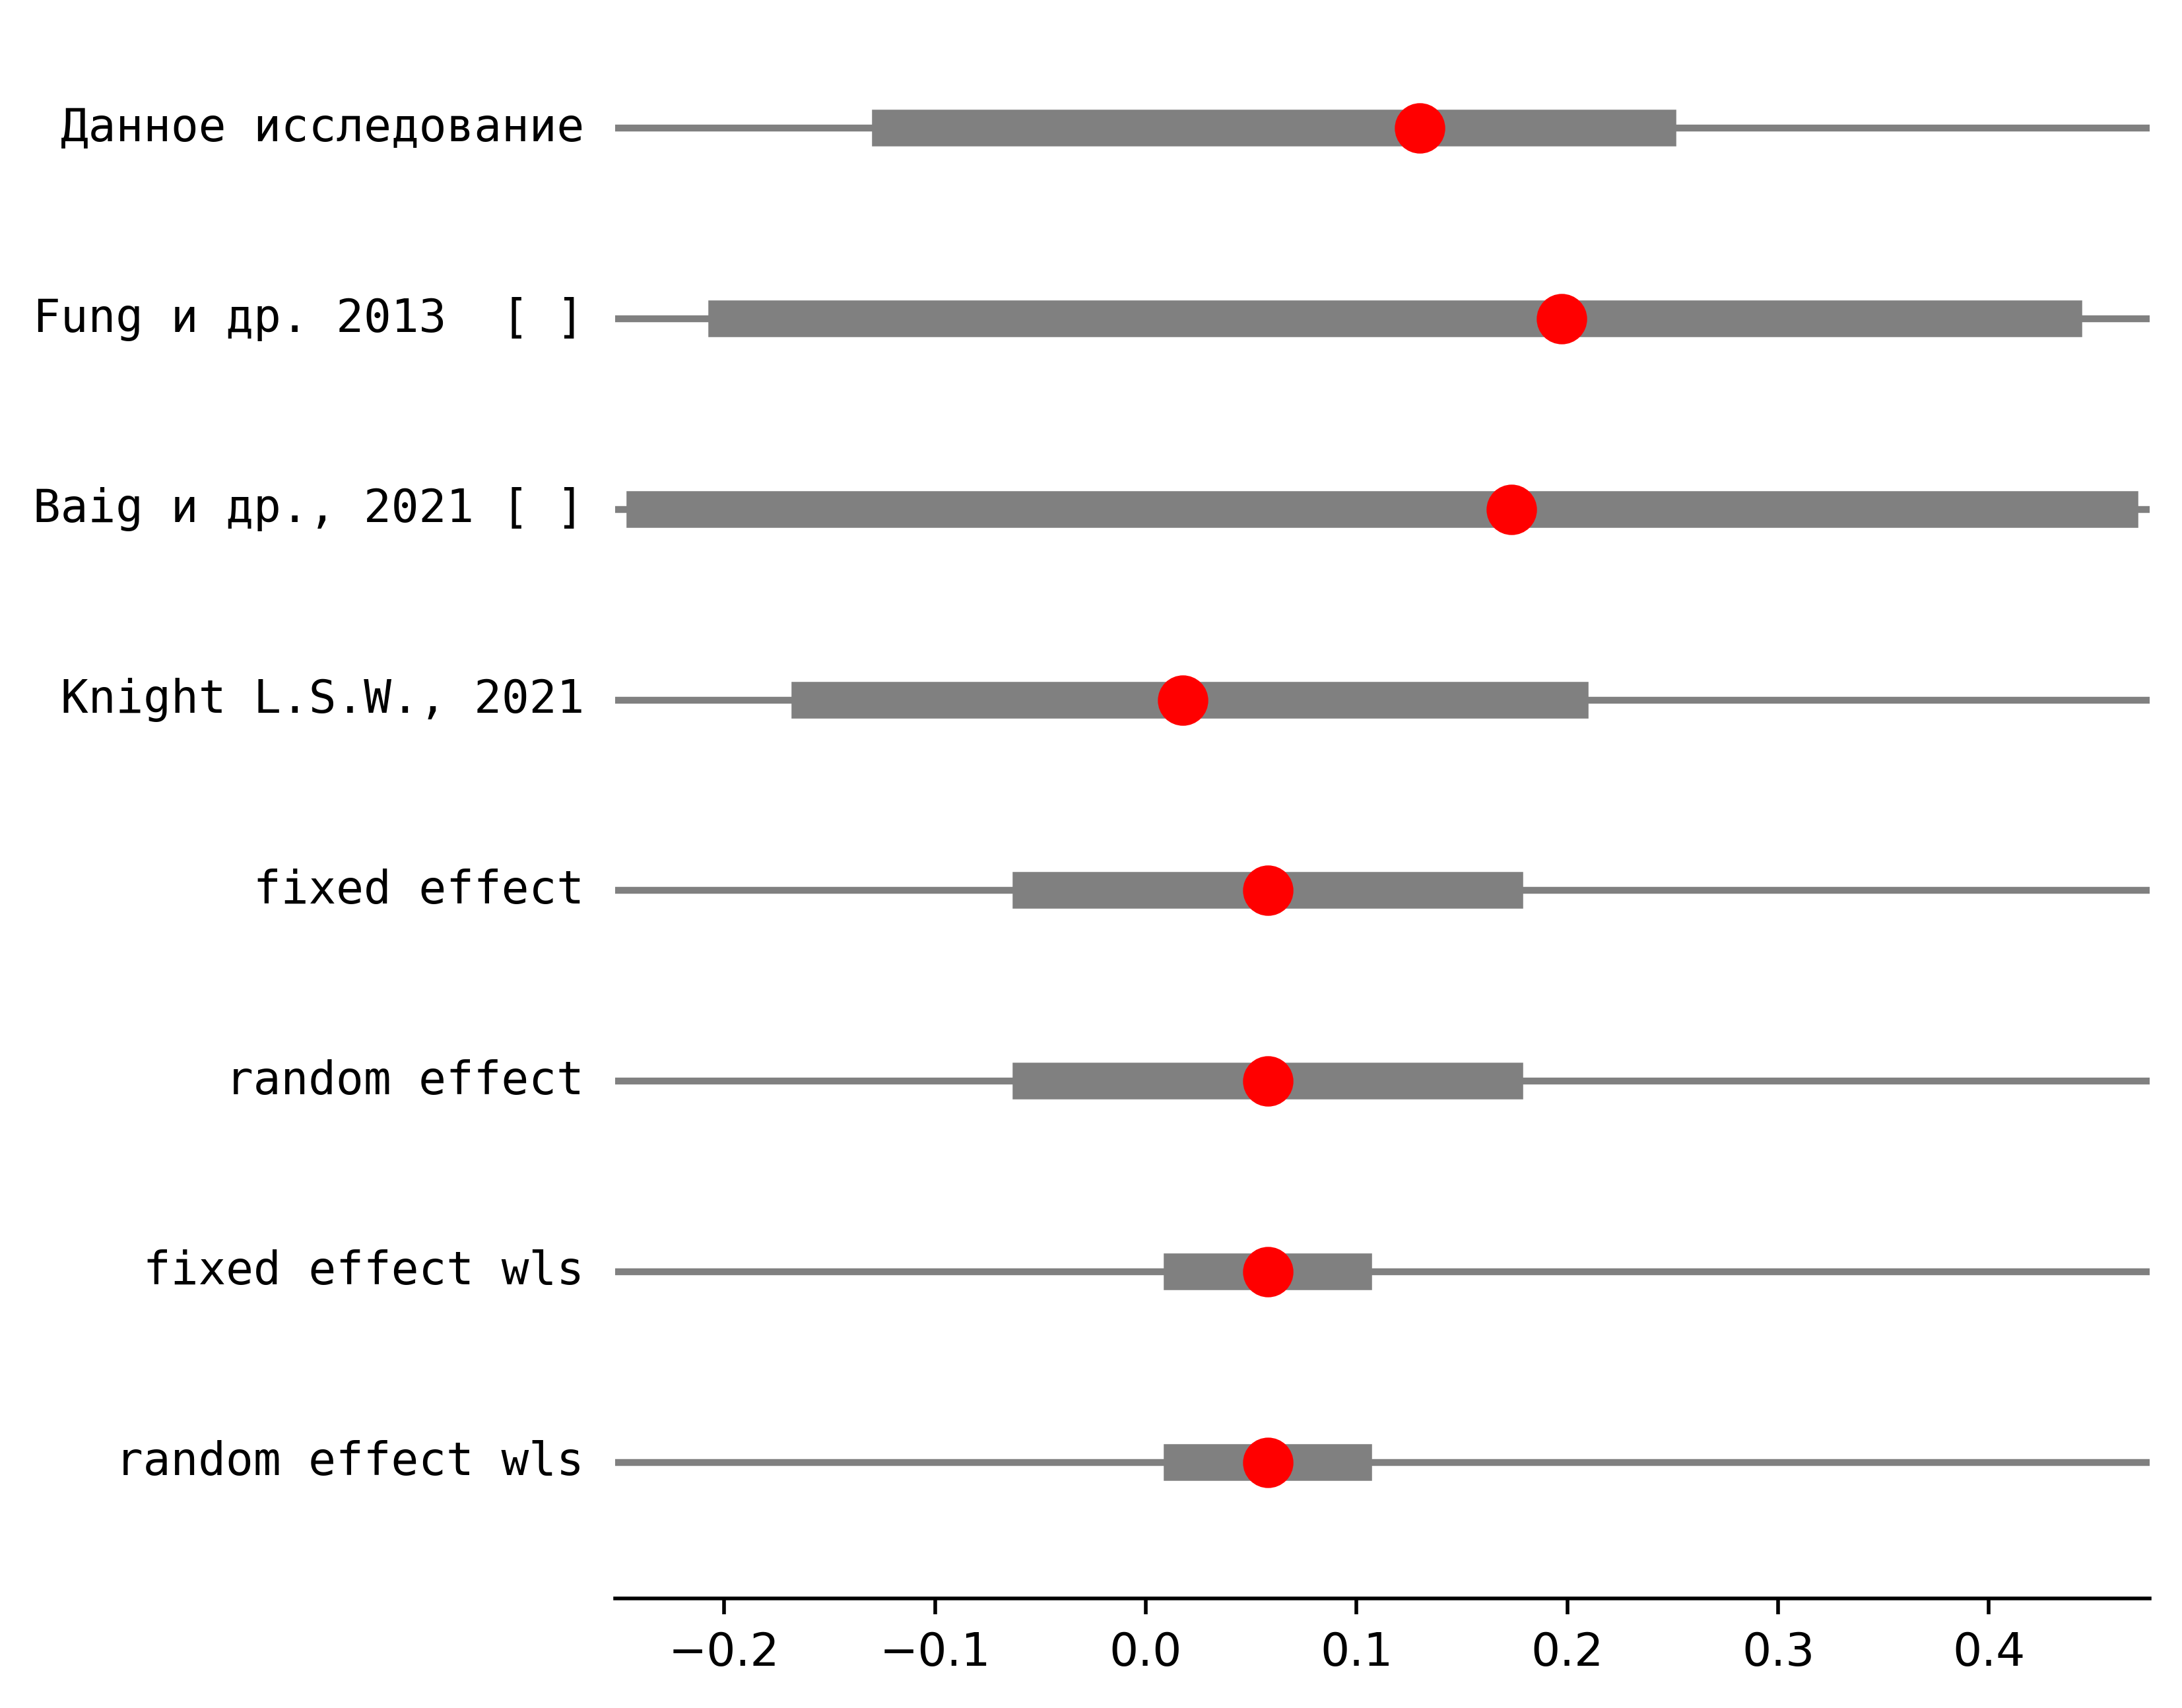 Данное исследование
Fung и др. 2013  [ ]
Baig и др., 2021 [ ]
Knight L.S.W., 2021
fixed effect
random effect
fixed effect wls
random effect wls
−0.2 −0.1 0.0 0.1 0.2 0.3 0.4